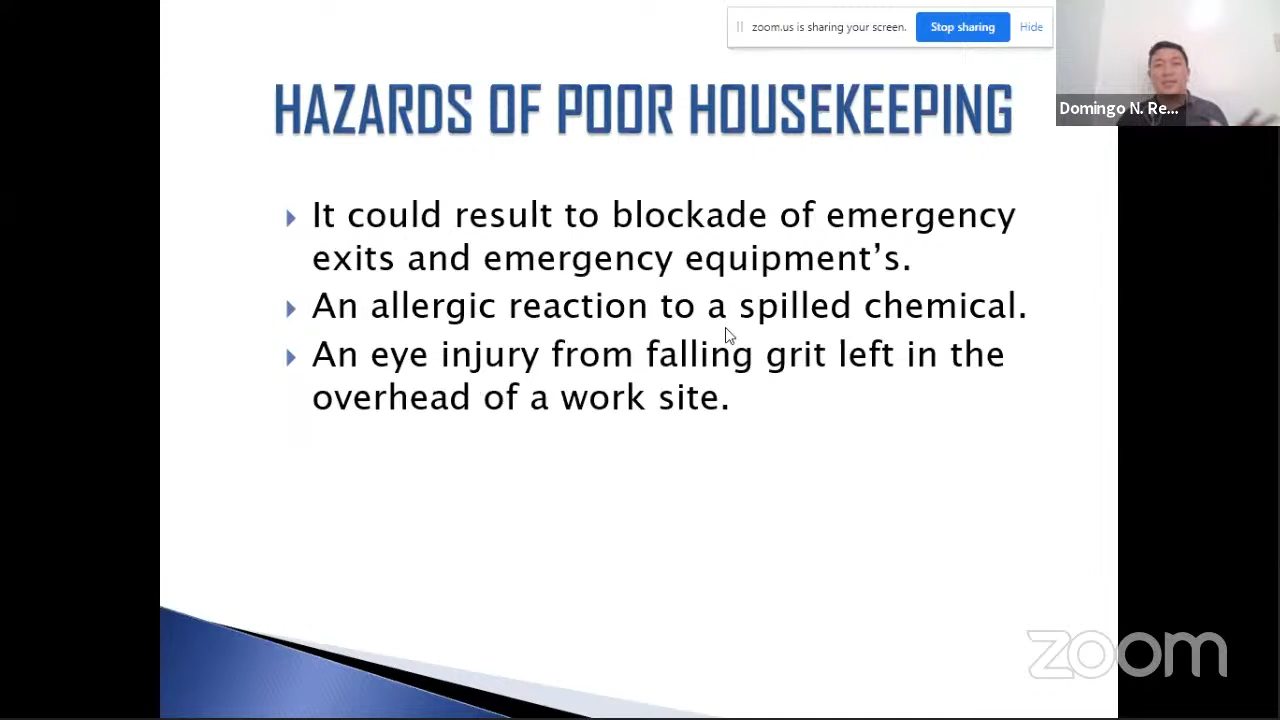 zoom.us is sharing your screen. Stop sharing Hide
Domingo N. Re...
HAZARDS OF POOR HOUSEKEEPING
It could result to blockade of emergency
exits and emergency equipment’s.
An allergic reaction to a spilled chemical.
An eye injury from falling grit left in the
overhead of a work site.
zoom